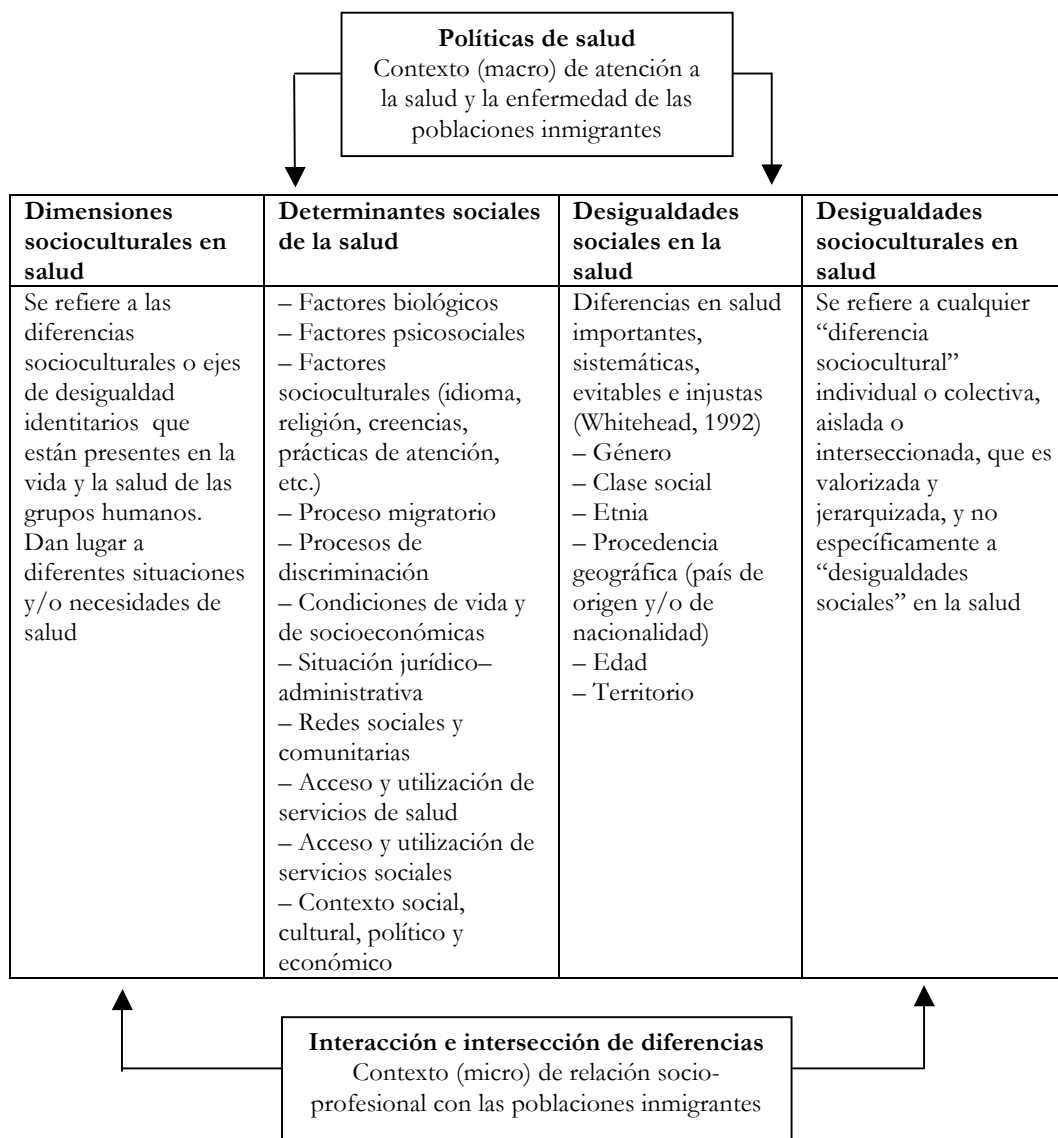 Políticas de salud
Contexto (macro) de atención a
la salud y la enfermedad de las
poblaciones inmigrantes
Dimensiones
socioculturales en
salud
Determinantes sociales
de la salud
Desigualdades
sociales en la
salud
Desigualdades
socioculturales en
salud
Se refiere a las
diferencias
socioculturales o ejes
de desigualdad
identitarios que
están presentes en la
vida y la salud de las
grupos humanos.
Dan lugar a
diferentes situaciones
y/o necesidades de
salud
– Factores biológicos
– Factores psicosociales
– Factores
socioculturales (idioma,
religión, creencias,
prácticas de atención,
etc.)
– Proceso migratorio
– Procesos de
discriminación
– Condiciones de vida y
de socioeconómicas
– Situación jurídico–
administrativa
– Redes sociales y
comunitarias
– Acceso y utilización de
servicios de salud
– Acceso y utilización de
servicios sociales
– Contexto social,
cultural, político y
económico
Diferencias en salud
importantes,
sistemáticas,
evitables e injustas
(Whitehead, 1992)
– Género
– Clase social
– Etnia
– Procedencia
geográfica (país de
origen y/o de
nacionalidad)
– Edad
– Territorio
Se refiere a cualquier
“diferencia
sociocultural”
individual o colectiva,
aislada o
interseccionada, que es
valorizada y
jerarquizada, y no
específicamente a
“desigualdades
sociales” en la salud
Interacción e intersección de diferencias
Contexto (micro) de relación socio-
profesional con las poblaciones inmigrantes